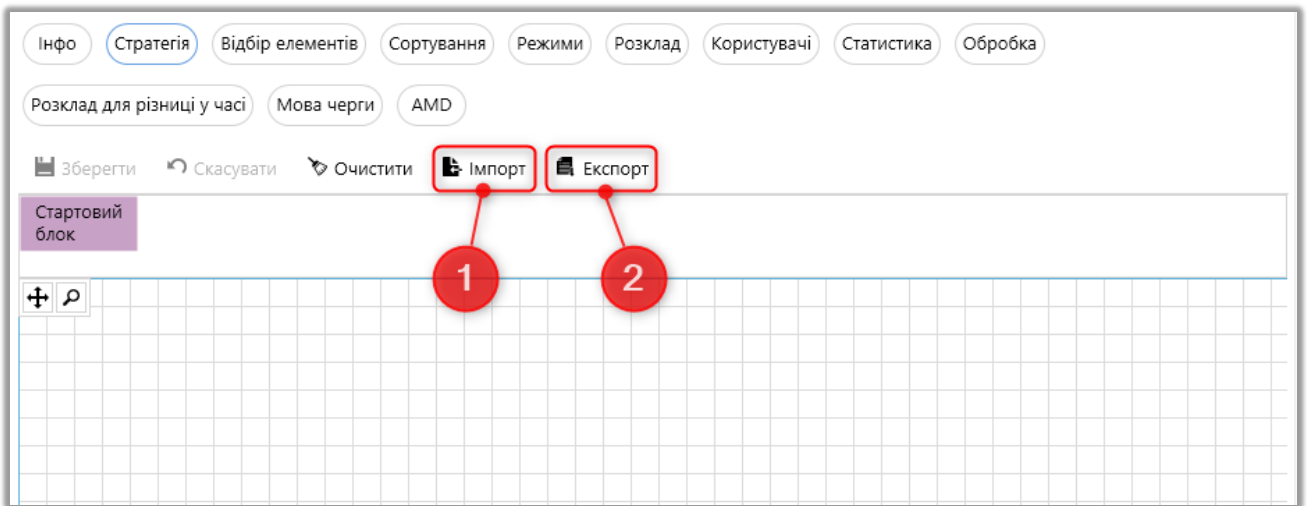 Інфо Стратегія Відбір елементів Сортування Режими Розклад Користувачі Статистика Обробка
Розклад для різниці у часі Мова черги AMD
Зберегти Скасувати Очистити Імпорт Експорт
Стартовий
блок
1 2